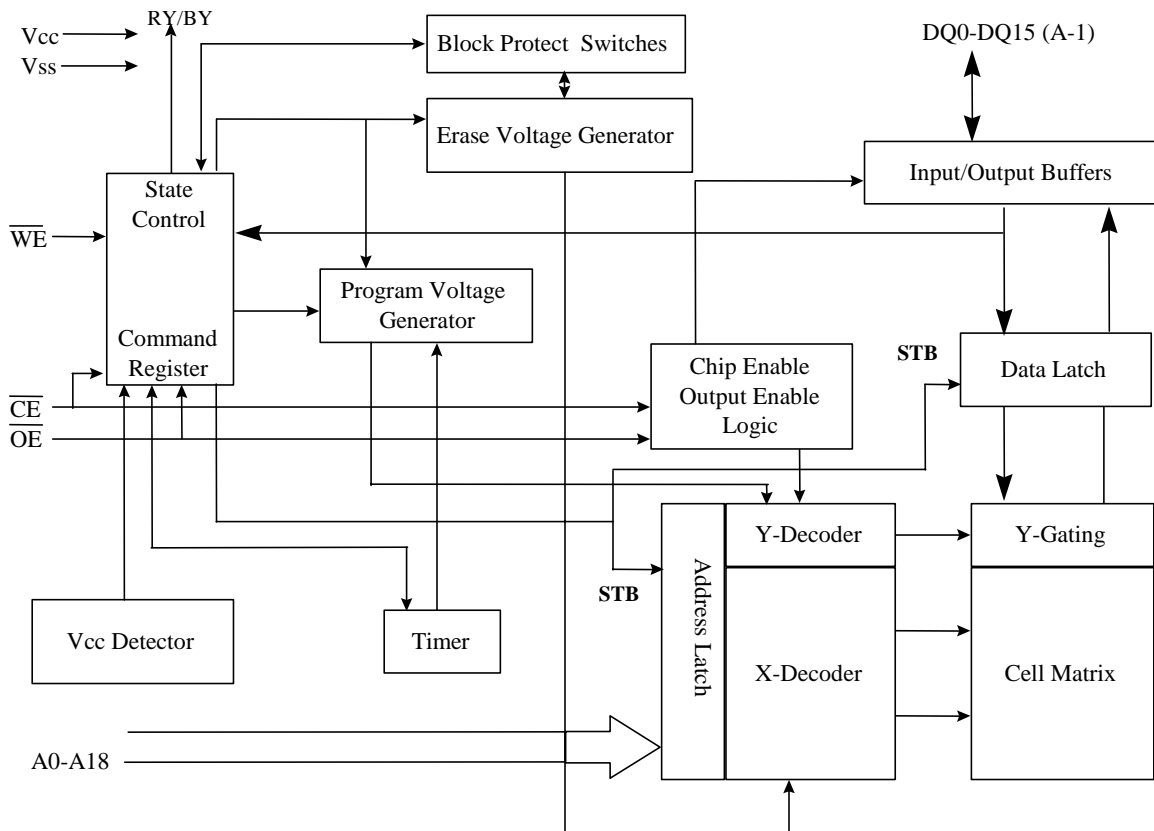 RY/BY
Vcc
Vss
Block Protect Switches
DQ0-DQ15 (A-1)
Erase Voltage Generator
Input/Output Buffers
State
Control
WE
Program Voltage
Generator
Command
Register
STB
Chip Enable
Output Enable
Logic
Data Latch
CE
OE
Y-Decoder
Y-Gating
STB
Address Latch
Vcc Detector
Timer
X-Decoder
Cell Matrix
A0-A18